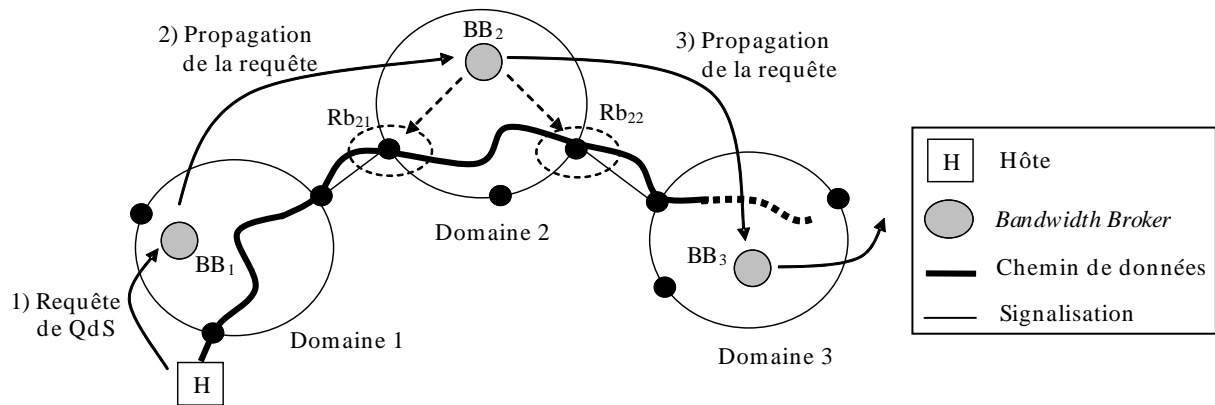 2) Propagation
de la requête
BB2
3) Propagation
de la requête
Rb21
Rb22
BB1
Domaine 2
BB3
1) Requête
de QdS
Domaine 1
Domaine 3
H
H
Hôte
Bandwidth Broker
Chemin de données
Signalisation